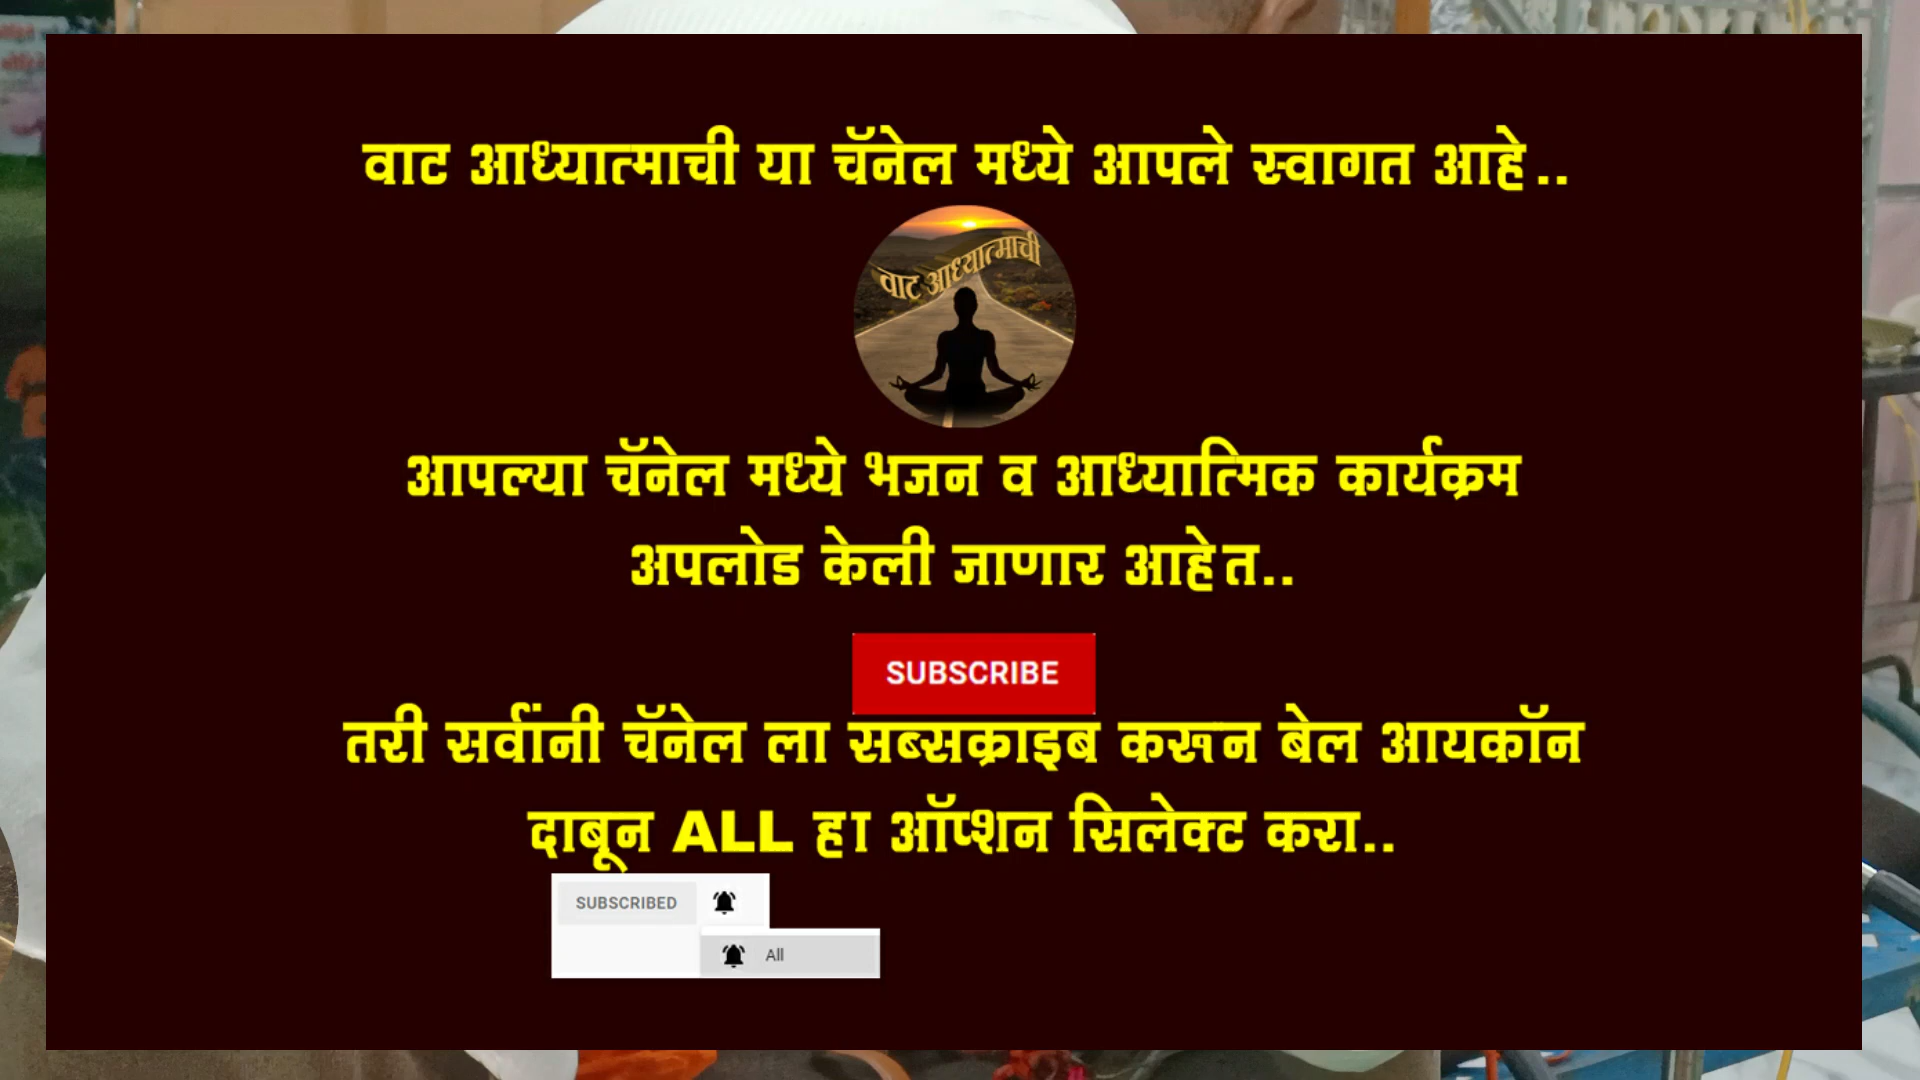 वाट आध्यात्माची या चॅनेल मध्ये आपले स्वागत आहे..
वाट आध्यात्माची
आपल्या चॅनेल मध्ये भजन व आध्यात्मिक कार्यक्रम
अपलोड केली जाणार आहेत..
SUBSCRIBE
तरी सर्वांनी चॅनेल ला सब्सक्राइब करून बेल आयकॉन
दाबून ALL हा ऑप्शन सिलेक्ट करा..
SUBSCRIBED
All